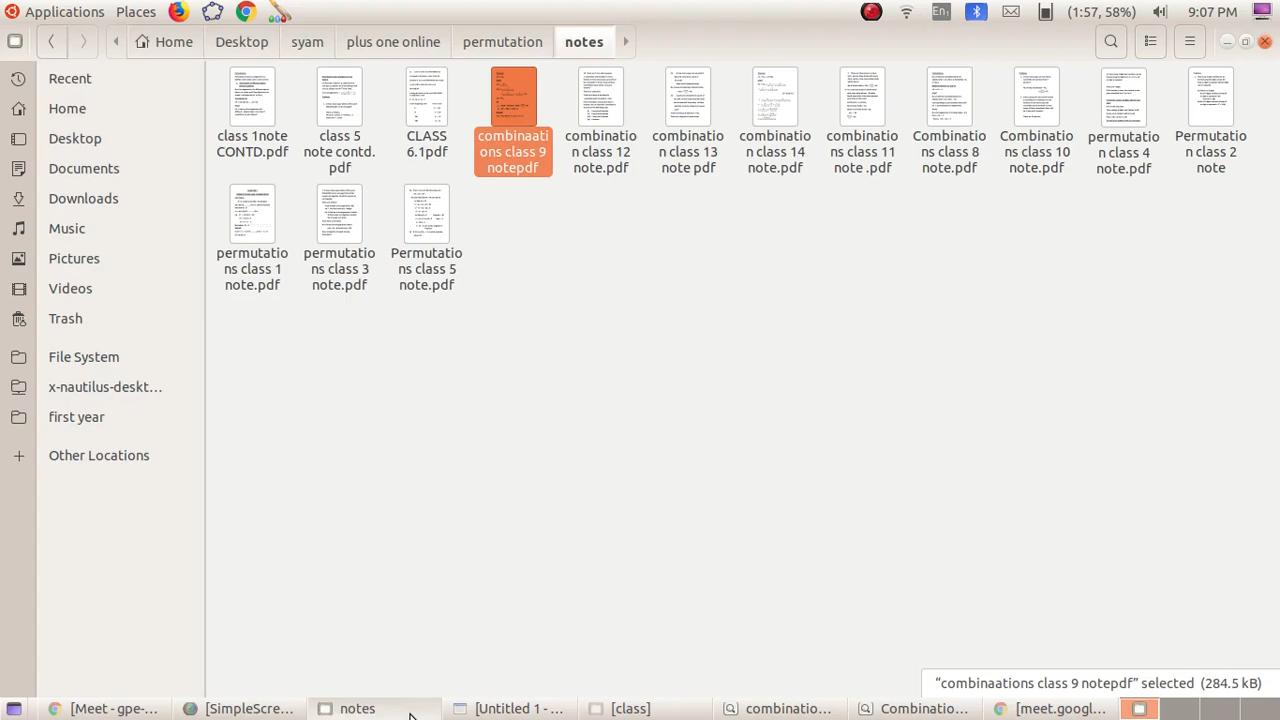 Applications Places En₁ (1:57, 58%) 9:07 PM
Home Desktop syam plus one online permutation notes
Recent
Home
Desktop
Documents
Downloads
Music
Pictures
Videos
Trash
File System
x-nautilus-deskt…
first year
Other Locations
class 1note
CONTD.pdf
class 5
note contd.
pdf
CLASS
6.1pdf
combinaati
ons class 9
notepdf
combinatio
n class 12
note.pdf
combinatio
n class 13
note pdf
combinatio
n class 14
note.pdf
combinatio
ns class 11
note .pdf
Combinatio
ns class 8
note.pdf
Combinatio
ns class 10
note.pdf
permutatio
n class 4
note.pdf
Permutatio
n class 2
note
permutatio
ns class 1
note.pdf
permutatio
ns class 3
note.pdf
Permutatio
ns class 5
note.pdf
“combinaations class 9 notepdf” selected (284.5 kB)
[Meet - gpe-… [SimpleScre… notes [Untitled 1 - … [class] combinatio… Combinatio… [meet.googl…